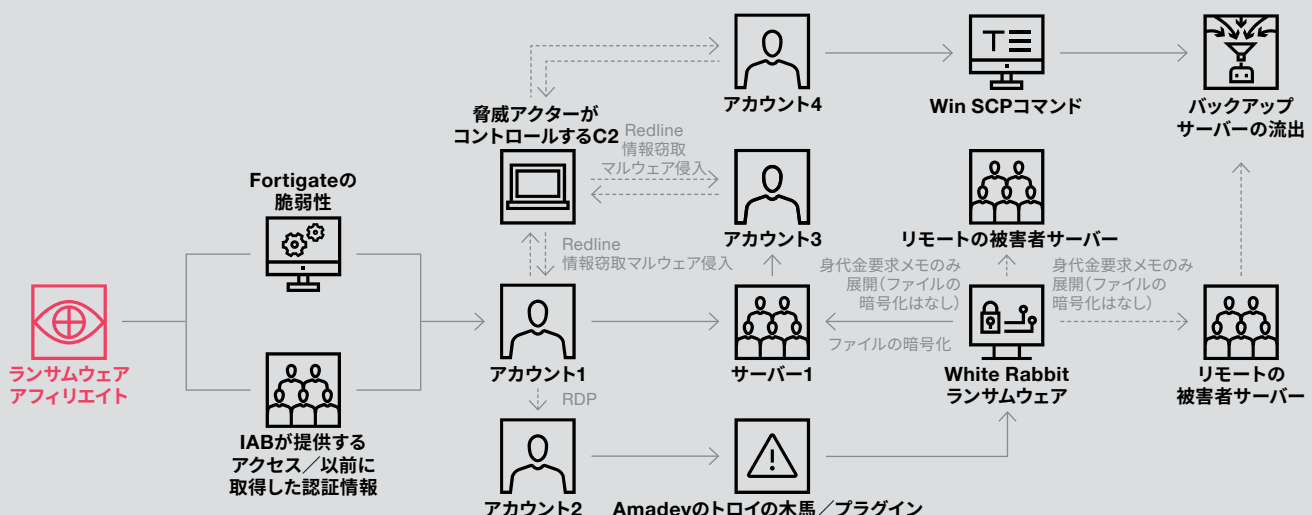 ランサムウェア
アフィリエイト
Fortigateの
脆弱性
IABが提供する
アクセス／以前に
取得した認証情報
脅威アクターが
コントロールするC2
Redline
情報窃取
マルウェア侵入
Redline
情報窃取マルウェア侵入
アカウント1
RDP
アカウント2
アカウント4
アカウント3
サーバー1
Amadeyのトロイの木馬／プラグイン
Win SCPコマンド
バックアップ
サーバーの流出
リモートの被害者サーバー
身代金要求メモのみ
展開（ファイルの
暗号化はなし）
身代金要求メモのみ
展開（ファイルの
暗号化はなし）
ファイルの暗号化
White Rabbit
ランサムウェア
リモートの
被害者サーバー